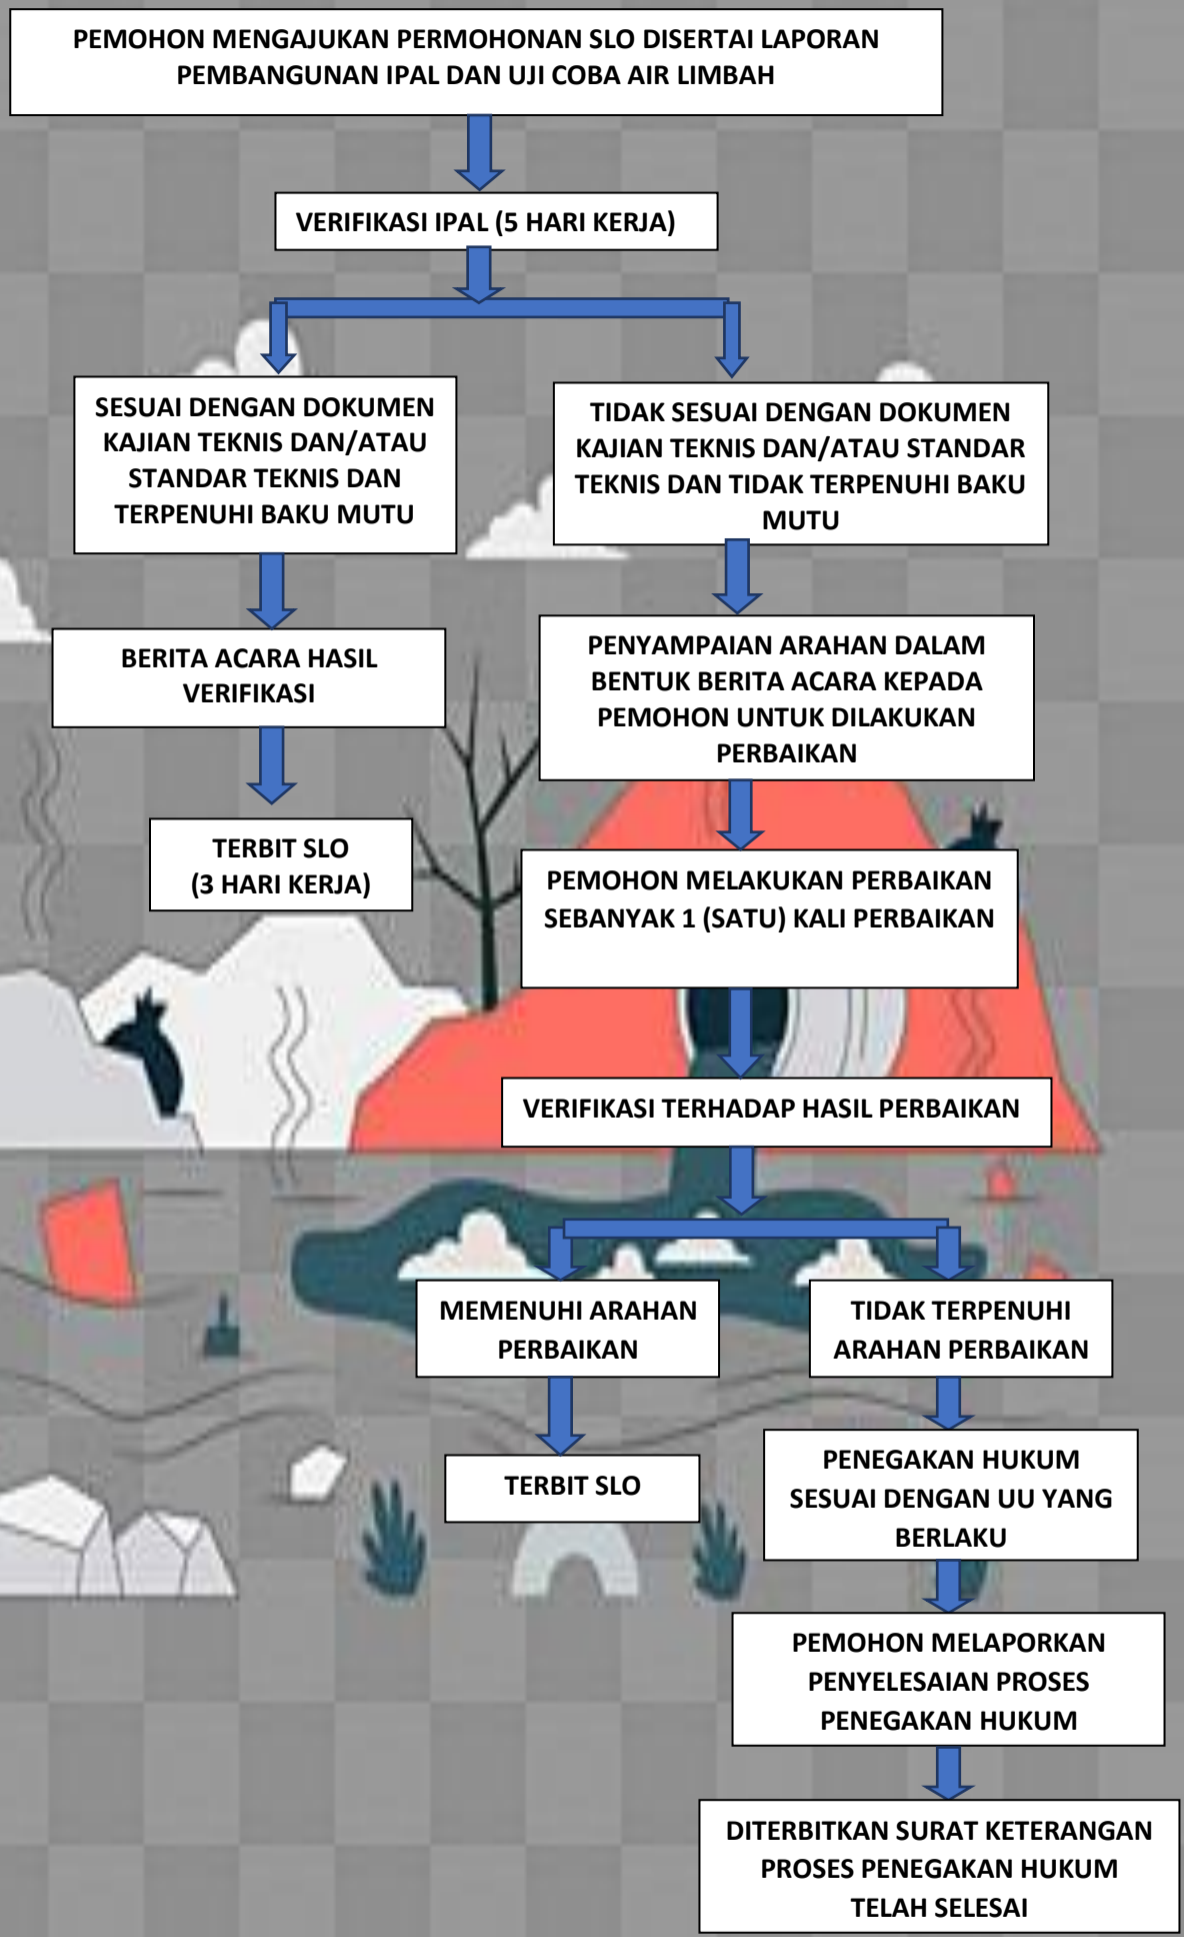 PEMOHON MENGAJUKAN PERMOHONAN SLO DISERTAI LAPORAN
PEMBANGUNAN IPAL DAN UJI COBA AIR LIMBAH
VERIFIKASI IPAL (5 HARI KERJA)
SESUAI DENGAN DOKUMEN
KAJIAN TEKNIS DAN/ATAU
STANDAR TEKNIS DAN
TERPENUHI BAKU MUTU
TIDAK SESUAI DENGAN DOKUMEN
KAJIAN TEKNIS DAN/ATAU STANDAR
TEKNIS DAN TIDAK TERPENUHI BAKU
MUTU
BERITA ACARA HASIL
VERIFIKASI
PENYAMPAIAN ARAHAN DALAM
BENTUK BERITA ACARA KEPADA
PEMOHON UNTUK DILAKUKAN
PERBAIKAN
TERBIT SLO
(3 HARI KERJA)
PEMOHON MELAKUKAN PERBAIKAN
SEBANYAK 1 (SATU) KALI PERBAIKAN
VERIFIKASI TERHADAP HASIL PERBAIKAN
MEMENUHI ARAHAN
PERBAIKAN
TIDAK TERPENUHI
ARAHAN PERBAIKAN
TERBIT SLO
PENEGAKAN HUKUM
SESUAI DENGAN UU YANG
BERLAKU
PEMOHON MELAPORKAN
PENYELESAIAN PROSES
PENEGAKAN HUKUM
DITERBITKAN SURAT KETERANGAN
PROSES PENEGAKAN HUKUM
TELAH SELESAI